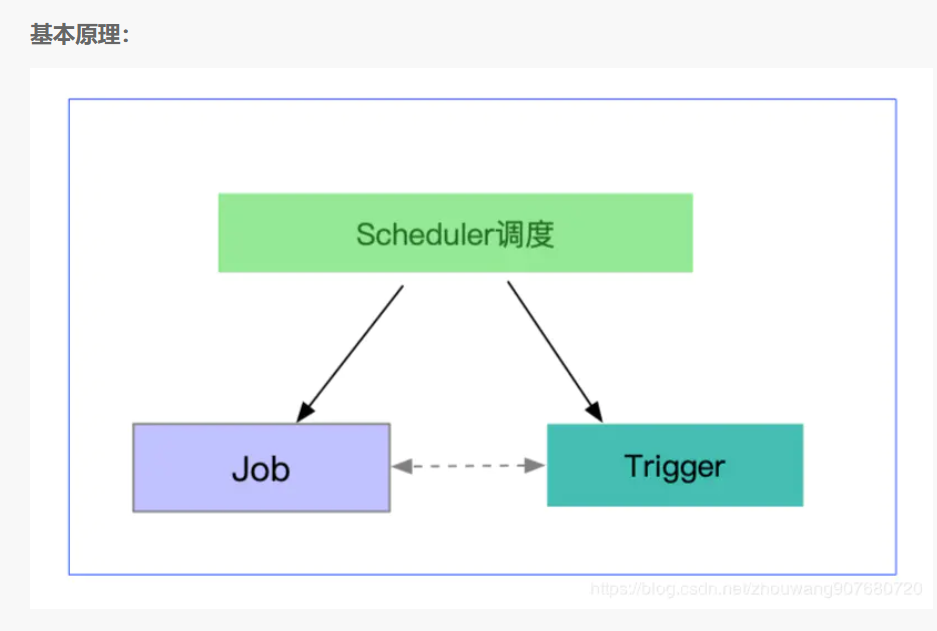 基本原理：
Scheduler调度
Job
Trigger
https://blog.csdn.net/zhouwang907680720